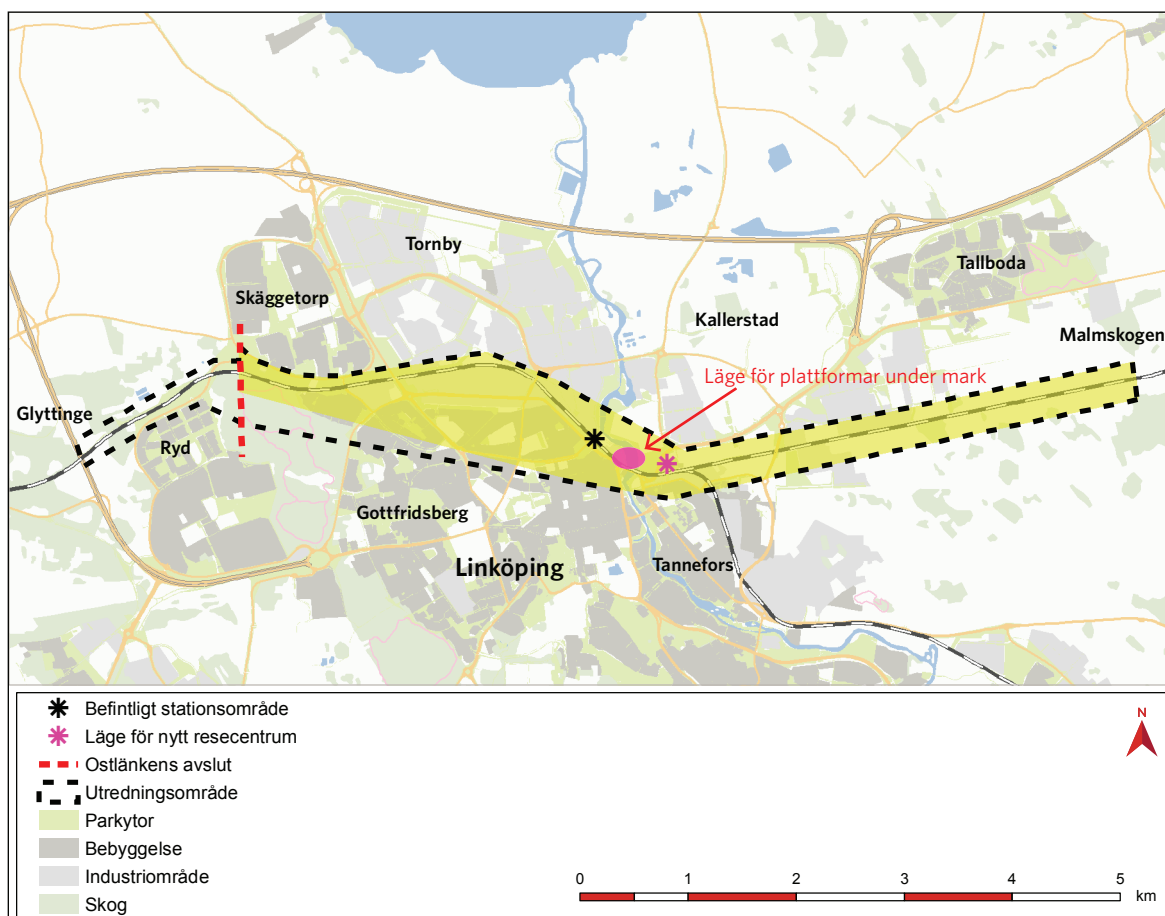 Tornby
Tallboda
Skäggetorp
Kallerstad
Malmskogen
Läge för plattformar under mark
Glyttinge
Ryd
Gottfridsberg
Linköping
Tannefors
Befintligt stationsområde
Läge för nytt resecentrum
Ostlänkens avslut
Utredningsområde
Parkytor
Bebyggelse
Industriområde
Skog
N
0 1 2 3 4 5
km